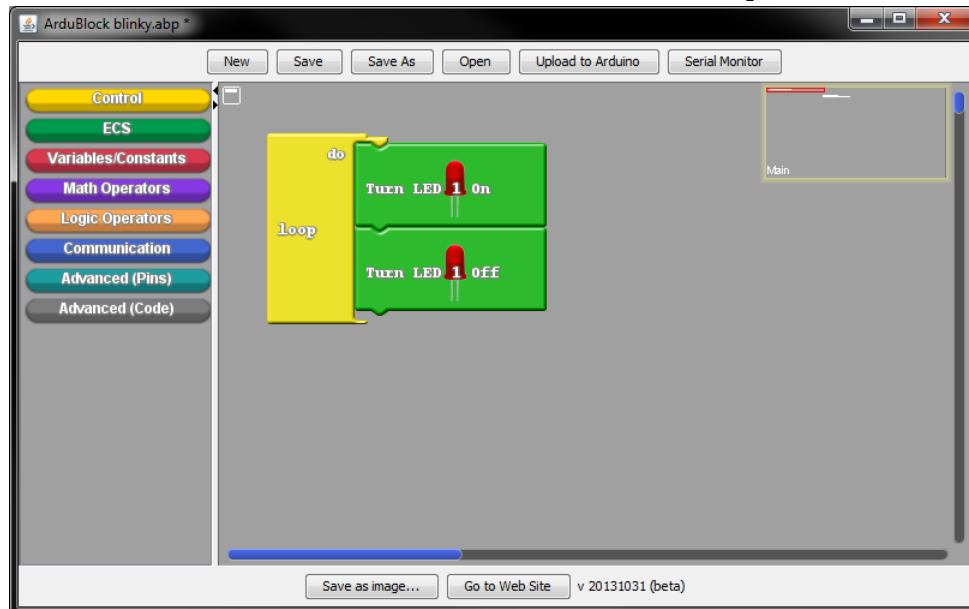 ArduBlock blinky.abp *
New Save Save As Open Upload to Arduino Serial Monitor
Control
ECS
Variables/Constants
Math Operators
Logic Operators
Communication
Advanced (Pins)
Advanced (Code)
Main
do
loop
Turn LED 1 On
Turn LED 1 Off
Save as image... Go to Web Site v 20131031 (beta)